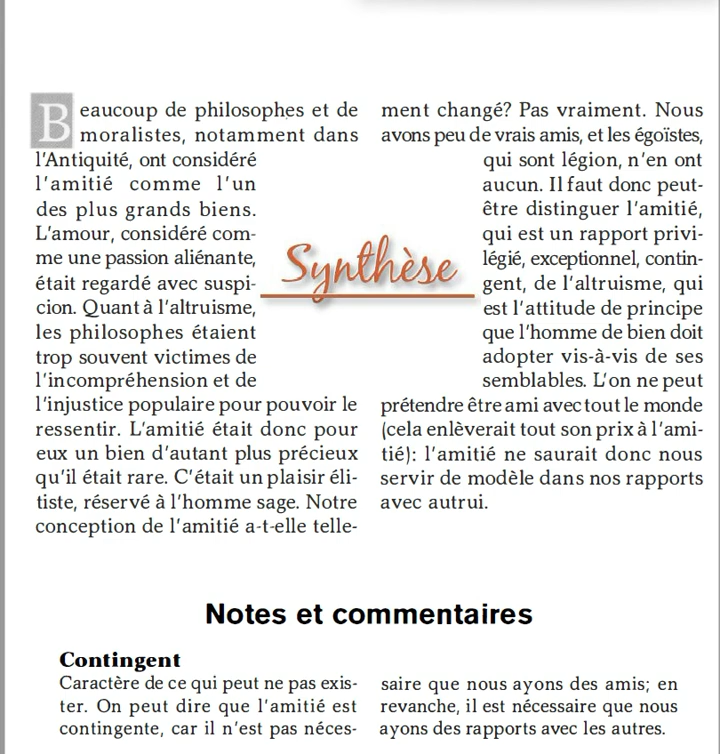 Beaucoup de philosophes et de
moralistes, notamment dans
l'Antiquité, ont considéré
l'amitié comme l'un
des plus grands biens.
L'amour, considéré com-
me une passion aliénante,
était regardé avec suspi-
cion. Quant à l'altruisme,
les philosophes étaient
trop souvent victimes de
l'incompréhension et de
l'injustice populaire pour pouvoir le
ressentir. L'amitié était donc pour
eux un bien d'autant plus précieux
qu'il était rare. C'était un plaisir éli-
tiste, réservé à l'homme sage. Notre
conception de l'amitié a-t-elle telle-
Synthèse
ment changé? Pas vraiment. Nous
avons peu de vrais amis, et les égoïstes,
qui sont légion, n'en ont
aucun. Il faut donc peut-
être distinguer l'amitié,
qui est un rapport privi-
légié, exceptionnel, contin-
gent, de l'altruisme, qui
est l'attitude de principe
que l'homme de bien doit
adopter vis-à-vis de ses
semblables. L'on ne peut
prétendre être ami avec tout le monde
(cela enlèverait tout son prix à l'ami-
tié): l'amitié ne saurait donc nous
servir de modèle dans nos rapports
avec autrui.
Notes et commentaires
Contingent
Caractère de ce qui peut ne pas exis-
ter. On peut dire que l'amitié est
contingente, car il n'est pas néces-
saire que nous ayons des amis; en
revanche, il est nécessaire que nous
ayons des rapports avec les autres.